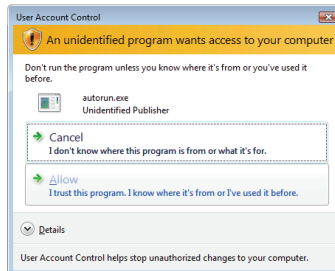 User Account Control
An unidentified program wants access to your computer
Don't run the program unless you know where it's from or you've used it
before.
autorun.exe
Unidentified Publisher
Cancel
I don't know where this program is from or what it's for.
Allow
I trust this program. I know where it's from or I've used it before.
Details
User Account Control helps stop unauthorized changes to your computer.